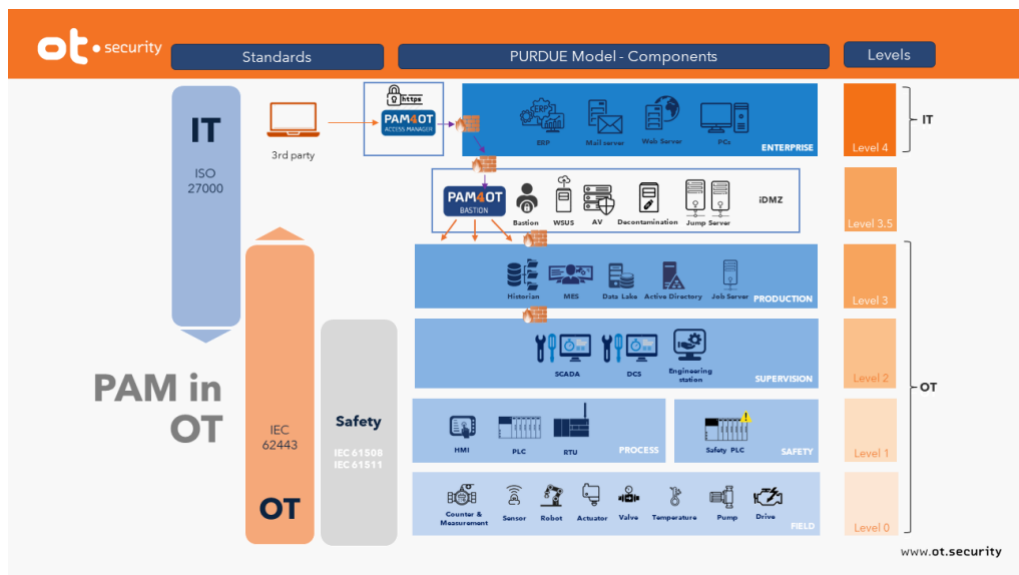 ot.security
Standards
PURDUE Model - Components
Levels
IT
ISO
27000
3rd party
https
PAM4OT
ACCESS MANAGER
ERP
ERP
Mail server
Web Server
PCs
ENTERPRISE
Level 4
IT
PAM4OT
BASTION
Bastion
WSUS
AV
Decontamination
Jump Server
iDMZ
Level 3.5
Historian
MES
Data Lake
Active Directory
Job Server
PRODUCTION
Level 3
SCADA
DCS
Engineering
station
SUPERVISION
Level 2
OT
PAM in
OT
IEC
62443
OT
Safety
IEC 61508
IEC 61511
HMI
PLC
RTU
PROCESS
Safety PLC
SAFETY
Level 1
Counter &
Measurement
Sensor
Robot
Actuator
Valve
Temperature
Pump
Drive
FIELD
Level 0
www.ot.security